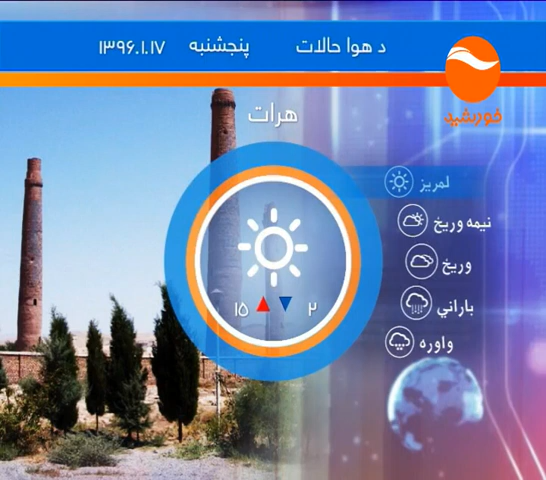 د هوا حالات پنجشنبه ۱۳۹۶.۱.۱۷
خورشید
هرات
لمریز
نیمه وریځ
وریځ
باراني
واوره
۱۵ ۲